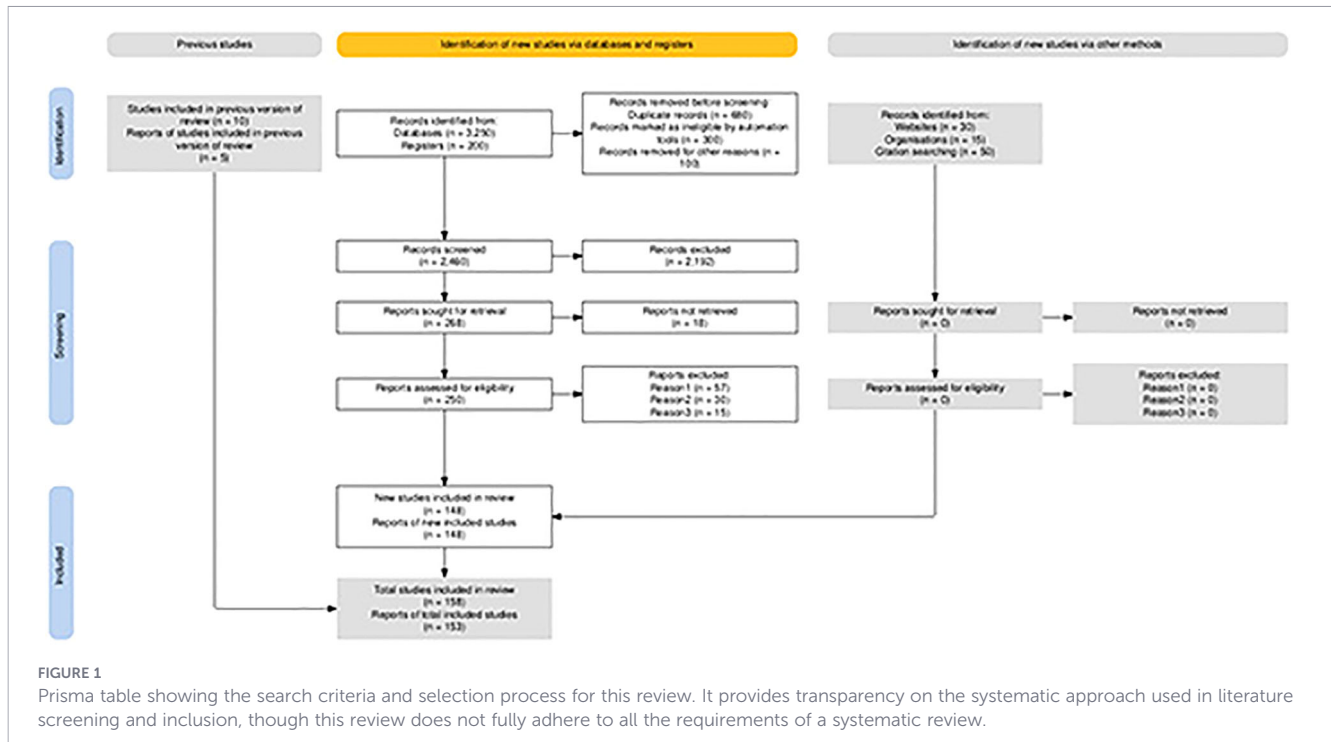 Previous studies
Identification of new studies via databases and registers
Identification of new studies via other methods
Identification
Studies included in previous version of
review (n = 10)
Reports of studies included in previous
version of review
(n = 5)
Records identified from:
Databases (n = 3,250)
Registers (n = 200)
Records removed before screening:
Duplicate records (n = 680)
Records marked as ineligible by automation
tools (n = 300)
Records removed for other reasons (n =
100)
Records identified from:
Websites (n = 30)
Organisations (n = 15)
Citation searching (n = 50)
Screening
Records screened
(n = 2,460)
Records excluded
(n = 2,192)
Reports sought for retrieval
(n = 268)
Reports not retrieved
(n = 18)
Reports sought for retrieval
(n = 0)
Reports not retrieved
(n = 0)
Reports assessed for eligibility
(n = 250)
Reports excluded:
Reason1 (n = 57)
Reason2 (n = 30)
Reason3 (n = 15)
Reports assessed for eligibility
(n = 0)
Reports excluded:
Reason1 (n = 0)
Reason2 (n = 0)
Reason3 (n = 0)
Included
New studies included in review
(n = 148)
Reports of new included studies
(n = 148)
Total studies included in review
(n = 158)
Reports of total included studies
(n = 153)
FIGURE 1
Prisma table showing the search criteria and selection process for this review. It provides transparency on the systematic approach used in literature
screening and inclusion, though this review does not fully adhere to all the requirements of a systematic review.